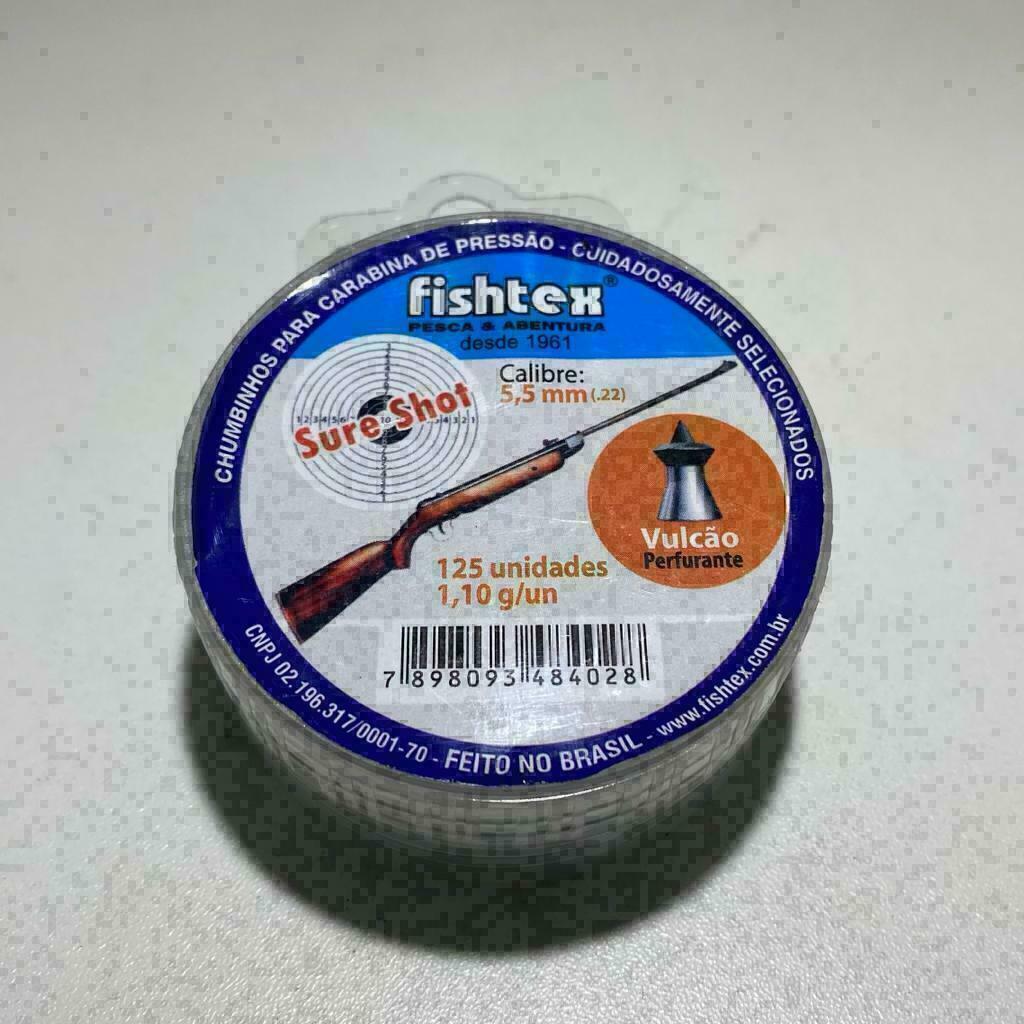 CHUMBINHOS PARA CARABINA DE PRESSÃO - CUIDADOSAMENTE SELECIONADOS
fishtex®
PESCA & ABENTURA
desde 1961
Calibre:
5,5 mm (.22)
Sure Shot
Vulcão
Perfurante
125 unidades
1,10 g/un
7 898093 484028
CNPJ 02.196.317/0001-70 - FEITO NO BRASIL - www.fishtex.com.br